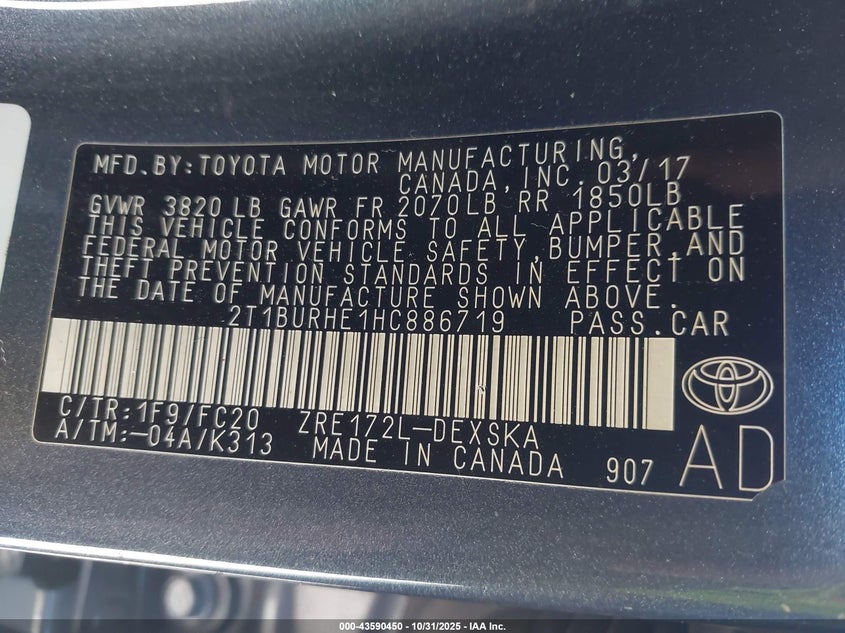 MFD.BY:TOYOTA MOTOR MANUFACTURING,
CANADA,INC.03/17
GVWR 3820LB GAWR FR 2070LB RR 1850LB
THIS VEHICLE CONFORMS TO ALL APPLICABLE
FEDERAL MOTOR VEHICLE SAFETY,BUMPER,AND
THEFT PREVENTION STANDARDS IN EFFECT ON
THE DATE OF MANUFACTURE SHOWN ABOVE.
2T1BURHE1HC886719 PASS.CAR
C/TR:1F9/FC20 ZRE172L-DEXSKA
A/TM:-04A/K313 MADE IN CANADA 907 AD
000-43590450 - 10/31/2025 - IAA Inc.